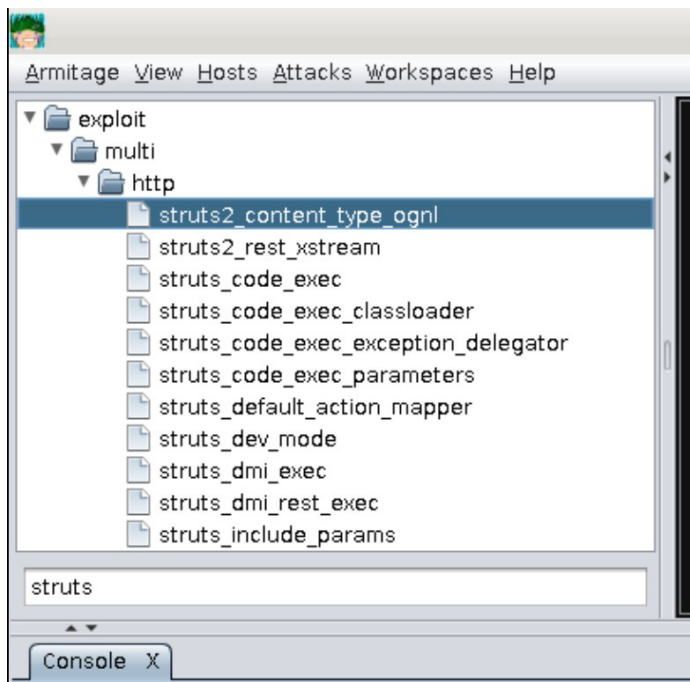 Armitage View Hosts Attacks Workspaces Help
exploit
multi
http
struts2_content_type_ognl
struts2_rest_xstream
struts_code_exec
struts_code_exec_classloader
struts_code_exec_exception_delegator
struts_code_exec_parameters
struts_default_action_mapper
struts_dev_mode
struts_dmi_exec
struts_dmi_rest_exec
struts_include_params
struts
Console X